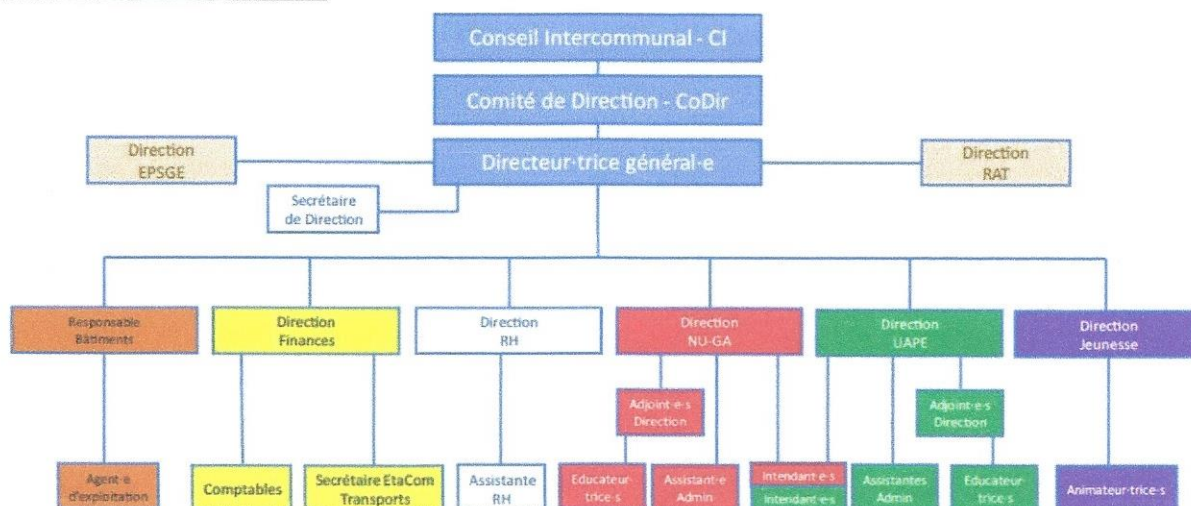 Conseil Intercommunal - CI
Comité de Direction - CoDir
Direction
EPSGE
Directeur·trice général·e
Direction
RAT
Secrétaire
de Direction
Responsable
Bâtiments
Direction
Finances
Direction
RH
Direction
NU-GA
Direction
UAPE
Direction
Jeunesse
Adjoint·e·s
Direction
Adjoint·e·s
Direction
Agent·e
d'exploitation
Comptables
Secrétaire EtaCom
Transports
Assistante
RH
Educateur·
trice·s
Assistant·e
Admin
Intendant·e·s
Intendant·e·s
Assistantes
Admin
Educateur·
trice·s
Animateur·trice·s